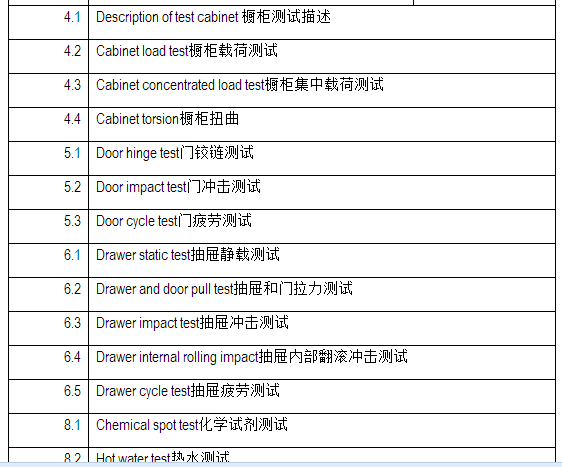 4.1 Description of test cabinet 橱柜测试描述
4.2 Cabinet load test橱柜载荷测试
4.3 Cabinet concentrated load test橱柜集中载荷测试
4.4 Cabinet torsion橱柜扭曲
5.1 Door hinge test门铰链测试
5.2 Door impact test门冲击测试
5.3 Door cycle test门疲劳测试
6.1 Drawer static test抽屉静载测试
6.2 Drawer and door pull test抽屉和门拉力测试
6.3 Drawer impact test抽屉冲击测试
6.4 Drawer internal rolling impact抽屉内部翻滚冲击测试
6.5 Drawer cycle test抽屉疲劳测试
8.1 Chemical spot test化学试剂测试
8.2 Hot water test热水测试